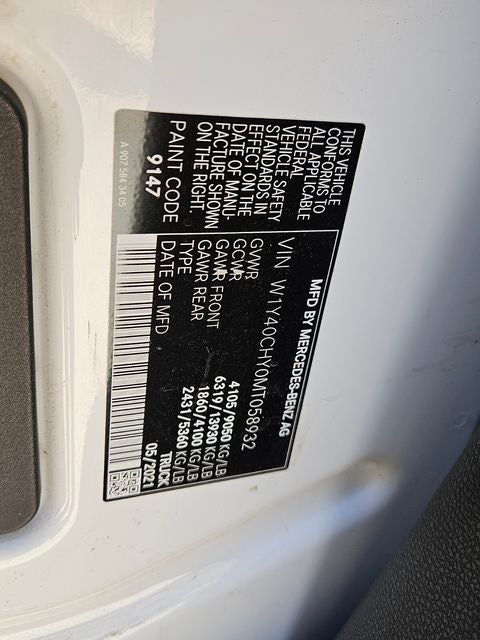 THIS VEHICLE
CONFORMS TO
ALL APPLICABLE
FEDERAL
VEHICLE SAFETY
STANDARDS IN
EFFECT ON THE
DATE OF MANU-
FACTURE SHOWN
ON THE RIGHT.
PAINT CODE
9147
A 907 584 34 05
MFD BY MERCEDES-BENZ AG
VIN W1Y40CHY0MT058932
GVWR 4105/9050 KG/LB
GCWR 6319/13930 KG/LB
GAWR FRONT 1860/4100 KG/LB
GAWR REAR 2431/5360 KG/LB
TYPE TRUCK
DATE OF MFD 05/2021